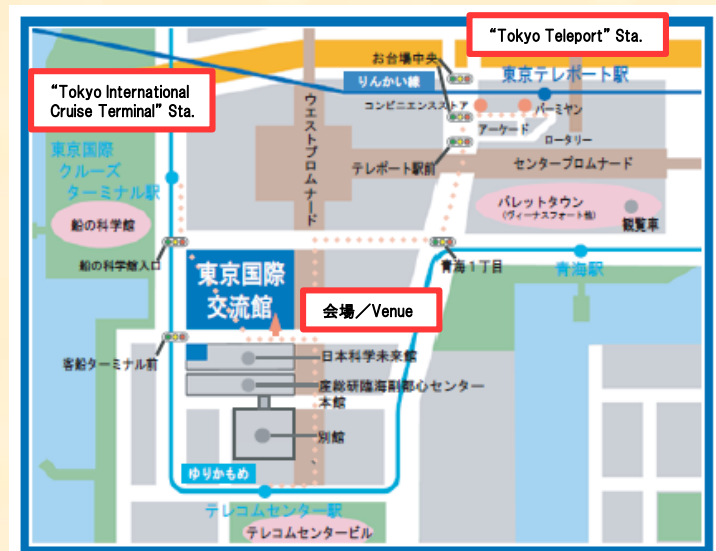 “Tokyo Teleport” Sta.
お台場中央
りんかい線
東京テレポート駅
“Tokyo International
Cruise Terminal” Sta.
コンビニエンスストア
バーミヤン
アーケード
ロータリー
ウエストプロムナード
東京国際
クルーズ
ターミナル駅
テレポート駅前
センタープロムナード
パレットタウン
(ヴィーナスフォート他)
観覧車
船の科学館
船の科学館入口
青海1丁目
青海駅
東京国際
交流館
会場／Venue
客船ターミナル前
日本科学未来館
産総研臨海副都心センター
本館
別館
ゆりかもめ
テレコムセンター駅
テレコムセンタービル